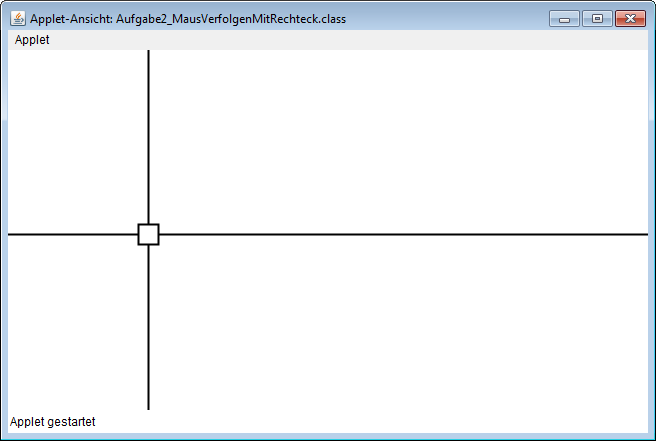 Applet-Ansicht: Aufgabe2_MausVerfolgenMitRechteck.class
Applet
Applet gestartet